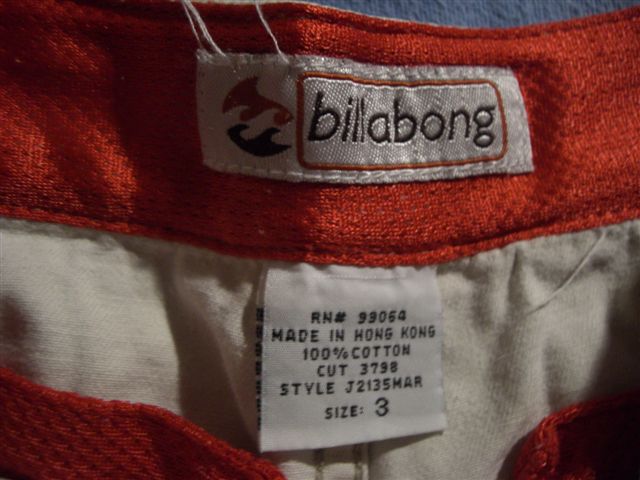 billabong
RN# 99064
MADE IN HONG KONG
100%COTTON
CUT 3798
STYLE J2135MAR
SIZE: 3